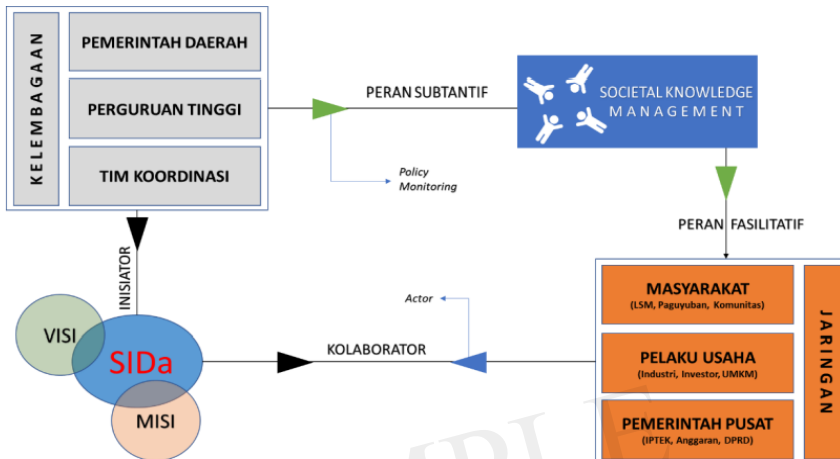 KELEMBAGAAN
PEMERINTAH DAERAH
PERGURUAN TINGGI
TIM KOORDINASI
PERAN SUBTANTIF
Policy
Monitoring
SOCIETAL KNOWLEDGE
MANAGEMENT
PERAN FASILITATIF
INISIATOR
VISI
SIDa
MISI
Actor
KOLABORATOR
MASYARAKAT
(LSM, Paguyuban, Komunitas)
PELAKU USAHA
(Industri, Investor, UMKM)
PEMERINTAH PUSAT
(IPTEK, Anggaran, DPRD)
JARINGAN